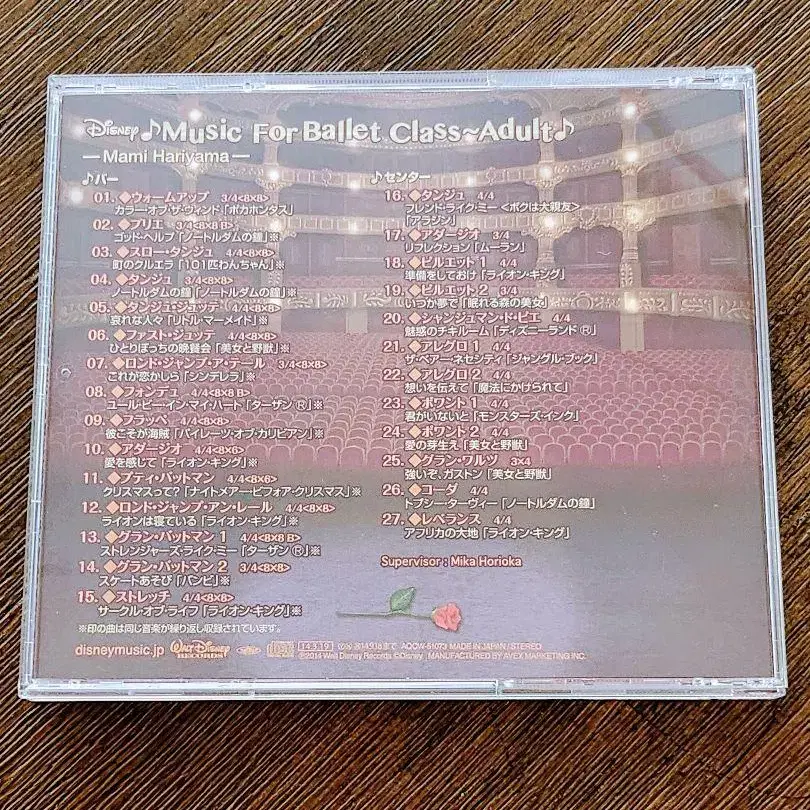 Disney♪Music For Ballet Class~Adult♪
—Mami Hariyama—
♪バー
01. ◆ウォームアップ 3/4<8×8>
カラー・オブ・ザ・ウィンド「ポカホンタス」
02. ◆プリエ 3/4<8×8 B>
ゴッド・ヘルプ「ノートルダムの鐘」※
03. ◆スロー・タンジュ 4/4<8×8>
町のクルエラ「101匹わんちゃん」※
04. ◆タンジュ 4/4<8×8>
ノートルダムの鐘「ノートルダムの鐘」※
05. ◆タンジュ・ジュッテ 4/4<8×8>
哀れな人々「リトル・マーメイド」※
06. ◆ファスト・ジュッテ 4/4<8×8>
ひとりぼっちの晩餐会「美女と野獣」※
07. ◆ロンド・ジャンプ・ア・テール 3/4<8×8>
これが恋かしら「シンデレラ」※
08. ◆フォンデュ 4/4<8×8 B>
ユール・ビー・イン・マイ・ハート「ターザン®」※
09. ◆フラッペ 4/4<8×8>
彼こそが海賊「パイレーツ・オブ・カリビアン」※
10. ◆アダージオ 4/4<8×6>
愛を感じて「ライオン・キング」※
11. ◆プティ・バットマン 4/4<8×6>
クリスマスって?「ナイトメアー・ビフォア・クリスマス」※
12. ◆ロンド・ジャンプ・アン・レール 4/4<8×8>
ライオンは寝ている「ライオン・キング」※
13. ◆グラン・バットマン 1 4/4<8×8 B>
ストレンジャーズ・ライク・ミー「ターザン®」※
14. ◆グラン・バットマン 2 3/4<8×8>
スケートあそび「バンビ」※
15. ◆ストレッチ 4/4<8×8>
サークル・オブ・ライフ「ライオン・キング」※
※印の曲は同じ音楽が繰り返し収録されています。
♪センター
16. ◆タンジュ 4/4
フレンド・ライク・ミー<ボクは大親友>
「アラジン」
17. ◆アダージオ 3/4
リフレクション「ムーラン」
18. ◆ピルエット 1 4/4
準備をしておけ「ライオン・キング」
19. ◆ピルエット 2 3/4
いつか夢で「眠れる森の美女」
20. ◆シャンジュマン・ド・ピエ 4/4
魅惑のチキルーム「ディズニーランド®」
21. ◆アレグロ 1 4/4
ザ・ベアー・ネセシティ「ジャングル・ブック」
22. ◆アレグロ 2 4/4
想いを伝えて「魔法にかけられて」
23. ◆ポワント 1 4/4
君がいないと「モンスターズ・インク」
24. ◆ポワント 2 4/4
愛の芽生え「美女と野獣」
25. ◆グラン・ワルツ 3×4
強いぞ、ガストン「美女と野獣」
26. ◆コーダ 4/4
トプシー・ターヴィー「ノートルダムの鐘」
27. ◆レベランス 4/4
アフリカの大地「ライオン・キング」
Supervisor : Mika Horioka
disneymusic.jp WALT DISNEY RECORDS 14.3.19 AQCW-51073 MADE IN JAPAN / STEREO
℗2014 Walt Disney Records ©Disney MANUFACTURED BY AVEX MARKETING INC.